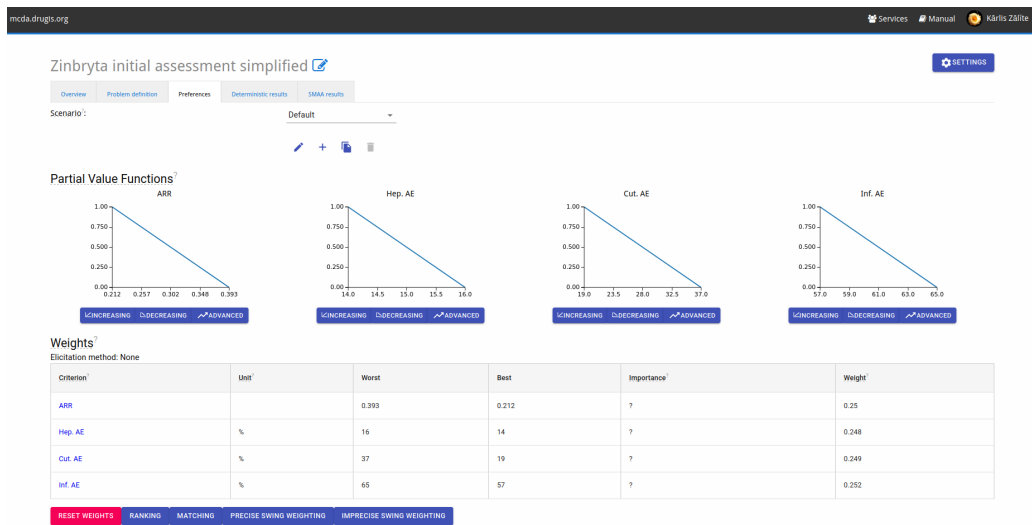 mcda.drugis.org Services Manual Kārlis Zālīte
Zinbryta initial assessment simplified SETTINGS
Overview Problem definition Preferences Deterministic results SMAA results
Scenario?: Default
Partial Value Functions?
ARR Hep. AE Cut. AE Inf. AE
1.00 1.00 1.00 1.00
0.750 0.750 0.750 0.750
0.500 0.500 0.500 0.500
0.250 0.250 0.250 0.250
0.00 0.00 0.00 0.00
0.212 0.257 0.302 0.348 0.393 14.0 14.5 15.0 15.5 16.0 19.0 23.5 28.0 32.5 37.0 57.0 59.0 61.0 63.0 65.0
INCREASING DECREASING ADVANCED INCREASING DECREASING ADVANCED INCREASING DECREASING ADVANCED INCREASING DECREASING ADVANCED
Weights?
Elicitation method: None
Criterion? Unit? Worst Best Importance? Weight?
ARR 0.393 0.212 ? 0.25
Hep. AE % 16 14 ? 0.248
Cut. AE % 37 19 ? 0.249
Inf. AE % 65 57 ? 0.252
RESET WEIGHTS RANKING MATCHING PRECISE SWING WEIGHTING IMPRECISE SWING WEIGHTING